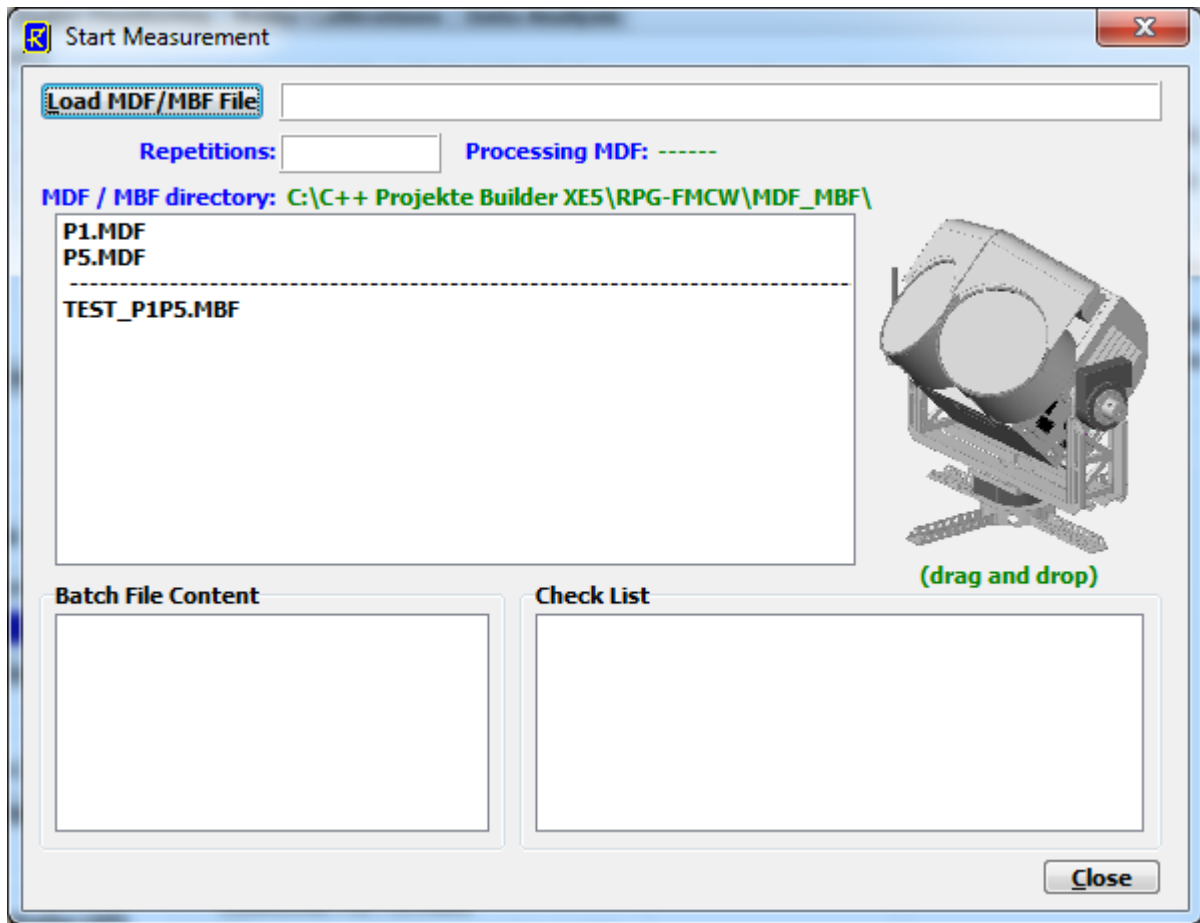 Start Measurement
Load MDF/MBF File
Repetitions: Processing MDF: ------
MDF / MBF directory: C:\C++ Projekte Builder XE5\RPG-FMCW\MDF_MBF\
P1.MDF
P5.MDF
------------------------------------------------------------------------------
TEST_P1P5.MBF
(drag and drop)
Batch File Content Check List
Close